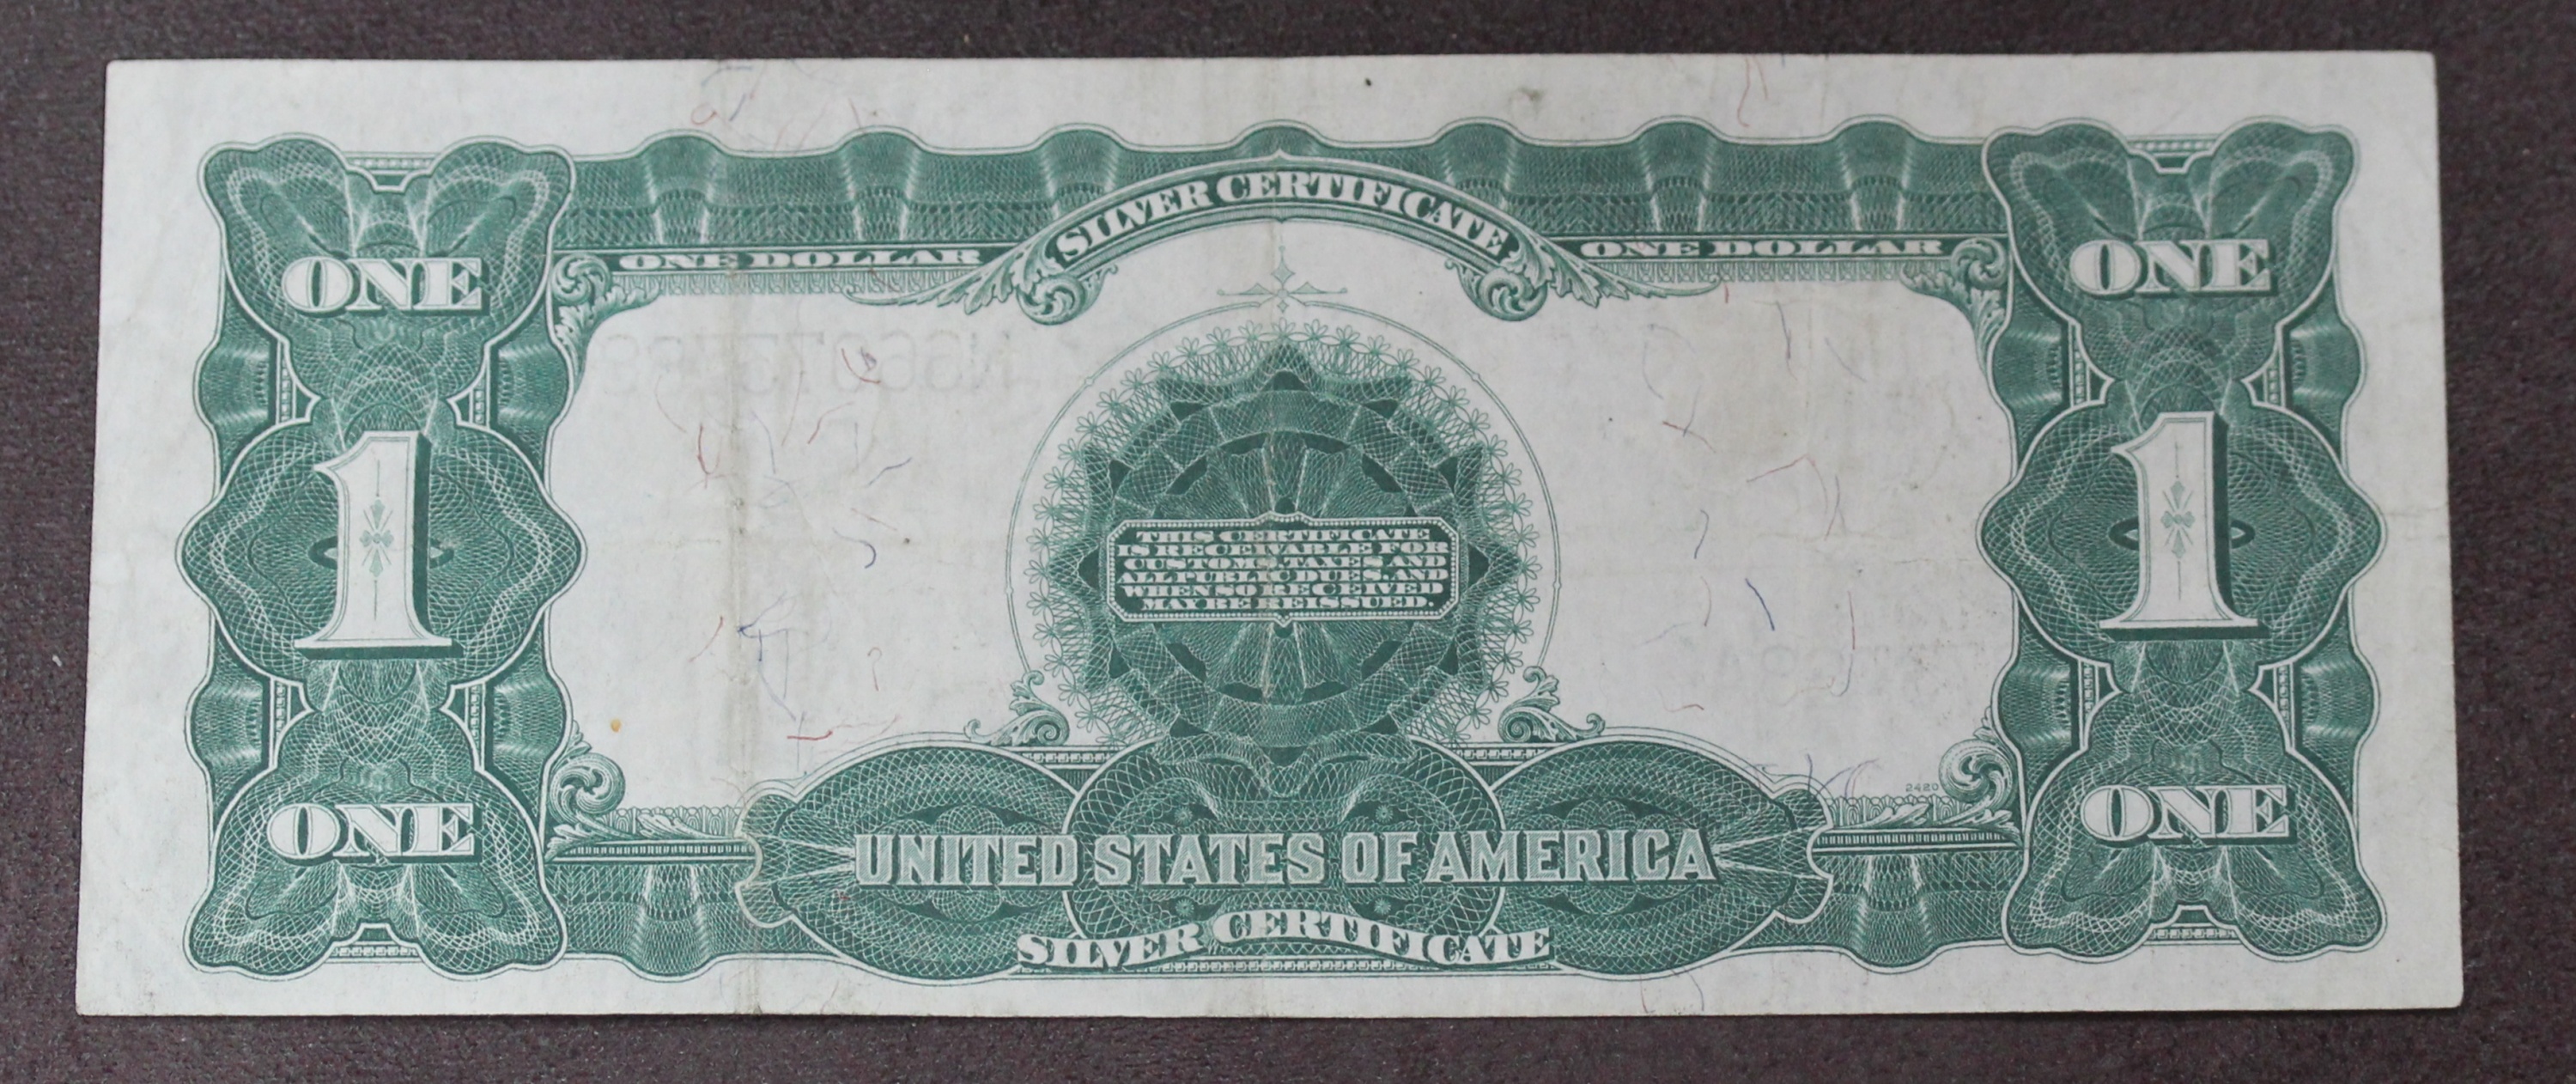 SILVER CERTIFICATE
ONE DOLLAR ONE DOLLAR
ONE ONE
1 1
THIS CERTIFICATE
IS RECEIVABLE FOR
CUSTOMS, TAXES, AND
ALL PUBLIC DUES, AND
WHEN SO RECEIVED
MAY BE REISSUED.
2420
ONE ONE
UNITED STATES OF AMERICA
SILVER CERTIFICATE